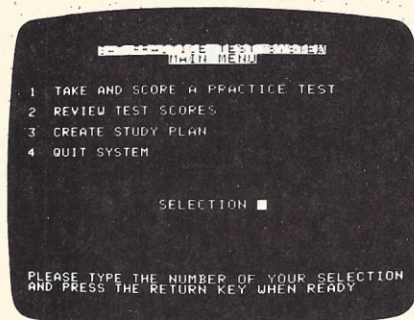 MAIN MENU
1 TAKE AND SCORE A PRACTICE TEST
2 REVIEW TEST SCORES
3 CREATE STUDY PLAN
4 QUIT SYSTEM
SELECTION
PLEASE TYPE THE NUMBER OF YOUR SELECTION
AND PRESS THE RETURN KEY WHEN READY